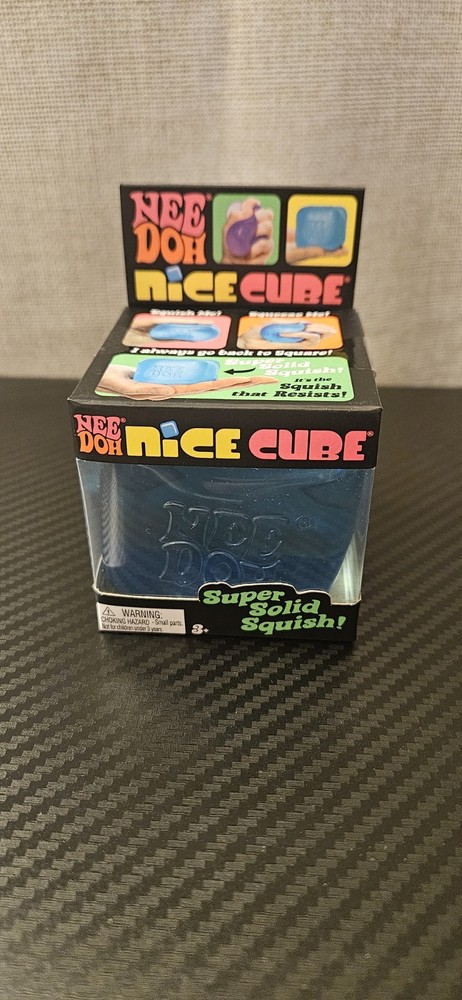 NEE
DOH
NICE CUBE®
Squish Me! Squeeze Me!
I always go back to Square!
Super Solid
Squish!
It's the
Squish
that Resists!
NEE
DOH NICE CUBE®
NEE®
DOH
Super
Solid
Squish!
WARNING:
CHOKING HAZARD - Small parts.
Not for children under 3 years.
3+